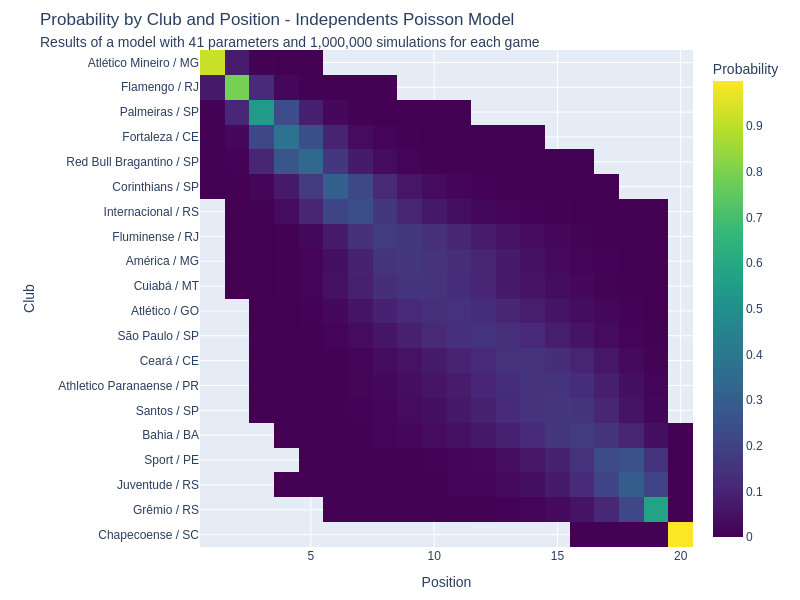 Probability by Club and Position - Independents Poisson Model
Results of a model with 41 parameters and 1,000,000 simulations for each game
Probability
Club
Atlético Mineiro / MG
Flamengo / RJ
Palmeiras / SP
Fortaleza / CE
Red Bull Bragantino / SP
Corinthians / SP
Internacional / RS
Fluminense / RJ
América / MG
Cuiabá / MT
Atlético / GO
São Paulo / SP
Ceará / CE
Athletico Paranaense / PR
Santos / SP
Bahia / BA
Sport / PE
Juventude / RS
Grêmio / RS
Chapecoense / SC
0.9
0.8
0.7
0.6
0.5
0.4
0.3
0.2
0.1
0
5 10 15 20
Position